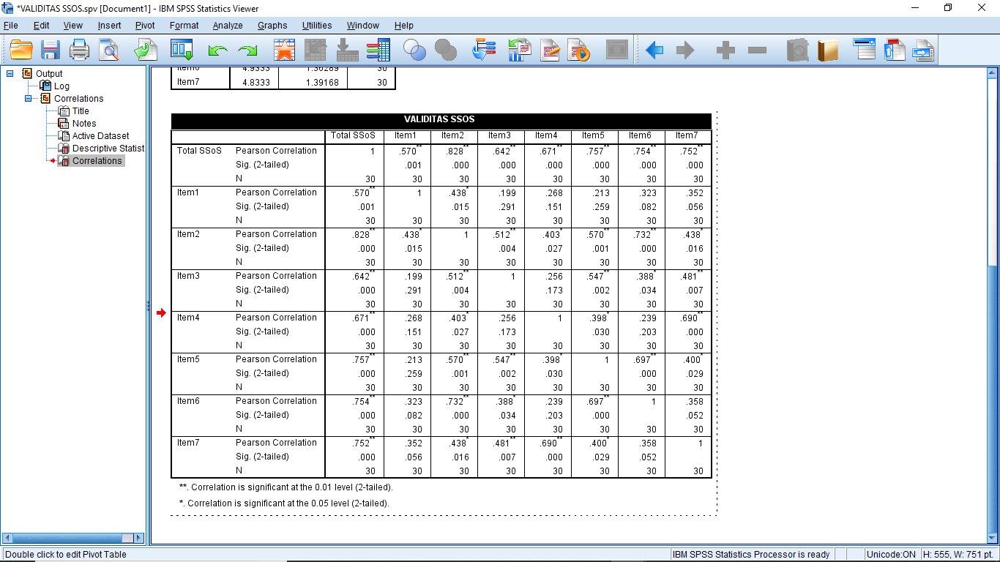 *VALIDITAS SSOS.spv [Document1] - IBM SPSS Statistics Viewer
File Edit View Insert Pivot Format Analyze Graphs Utilities Window Help
Output
Log
Correlations
Title
Notes
Active Dataset
Descriptive Statist
Correlations
Item6 4.9333 1.36289 30
Item7 4.8333 1.39168 30
VALIDITAS SSOS
Total SSoS Item1 Item2 Item3 Item4 Item5 Item6 Item7
Total SSoS Pearson Correlation 1 .570** .828** .642** .671** .757** .754** .752**
Sig. (2-tailed) .001 .000 .000 .000 .000 .000 .000
N 30 30 30 30 30 30 30 30
Item1 Pearson Correlation .570** 1 .438* .199 .268 .213 .323 .352
Sig. (2-tailed) .001 .015 .291 .151 .259 .082 .056
N 30 30 30 30 30 30 30 30
Item2 Pearson Correlation .828** .438* 1 .512** .403* .570** .732** .438*
Sig. (2-tailed) .000 .015 .004 .027 .001 .000 .016
N 30 30 30 30 30 30 30 30
Item3 Pearson Correlation .642** .199 .512** 1 .256 .547** .388* .481**
Sig. (2-tailed) .000 .291 .004 .173 .002 .034 .007
N 30 30 30 30 30 30 30 30
Item4 Pearson Correlation .671** .268 .403* .256 1 .398* .239 .690**
Sig. (2-tailed) .000 .151 .027 .173 .030 .203 .000
N 30 30 30 30 30 30 30 30
Item5 Pearson Correlation .757** .213 .570** .547** .398* 1 .697** .400*
Sig. (2-tailed) .000 .259 .001 .002 .030 .000 .029
N 30 30 30 30 30 30 30 30
Item6 Pearson Correlation .754** .323 .732** .388* .239 .697** 1 .358
Sig. (2-tailed) .000 .082 .000 .034 .203 .000 .052
N 30 30 30 30 30 30 30 30
Item7 Pearson Correlation .752** .352 .438* .481** .690** .400* .358 1
Sig. (2-tailed) .000 .056 .016 .007 .000 .029 .052
N 30 30 30 30 30 30 30 30
**. Correlation is significant at the 0.01 level (2-tailed).
*. Correlation is significant at the 0.05 level (2-tailed).
Double click to edit Pivot Table IBM SPSS Statistics Processor is ready Unicode:ON H: 555, W: 751 pt.